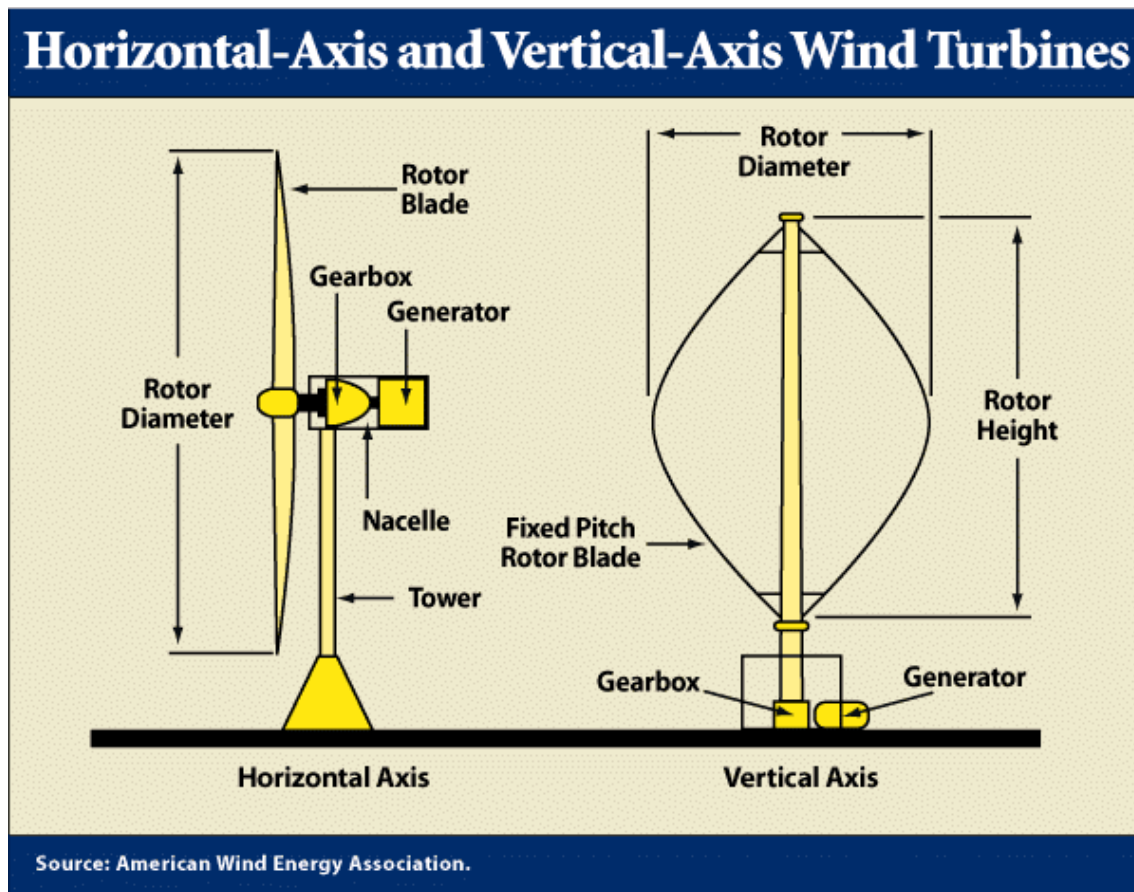 Horizontal-Axis and Vertical-Axis Wind Turbines
Rotor
Blade
Gearbox
Generator
Rotor
Diameter
Nacelle
Tower
Horizontal Axis
Rotor
Diameter
Rotor
Height
Fixed Pitch
Rotor Blade
Gearbox
Generator
Vertical Axis
Source: American Wind Energy Association.